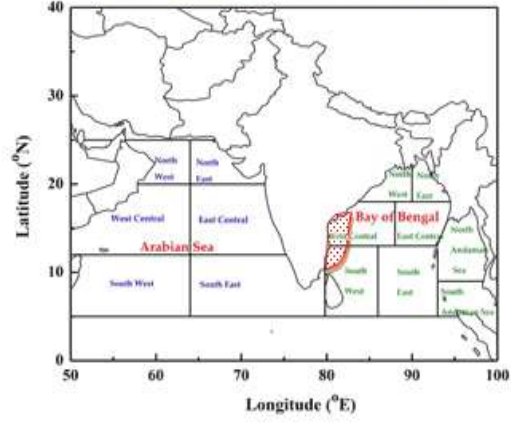 40
30
20
10
0
50
60
70
80
90
100
Latitude (°N)
Longitude (°E)
North
West
North
East
West Central
East Central
Arabian Sea
South West
South East
North
West
North
East
Bay of Bengal
West Central
East Central
South
West
South
East
North
Andaman
Sea
South
Andaman Sea